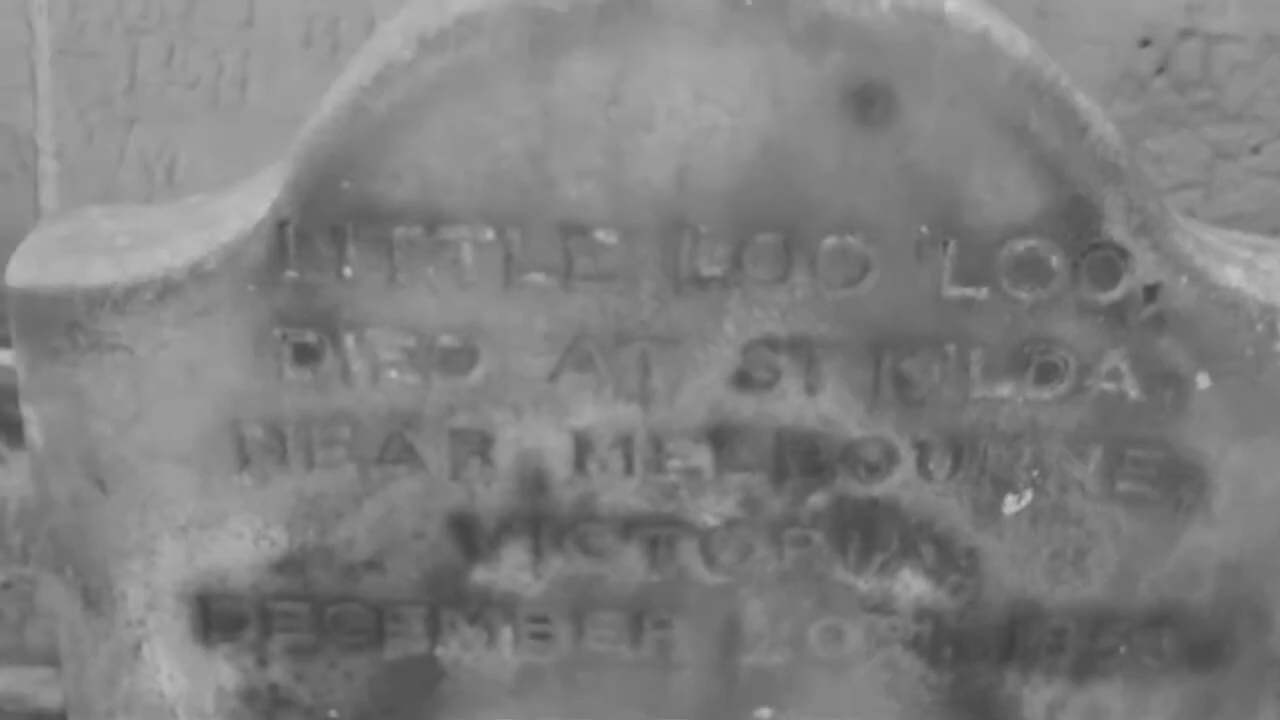 LITTLE LOO LOO,
DIED AT ST KILDA
NEAR MELBOURNE,
VICTORIA,
DECEMBER